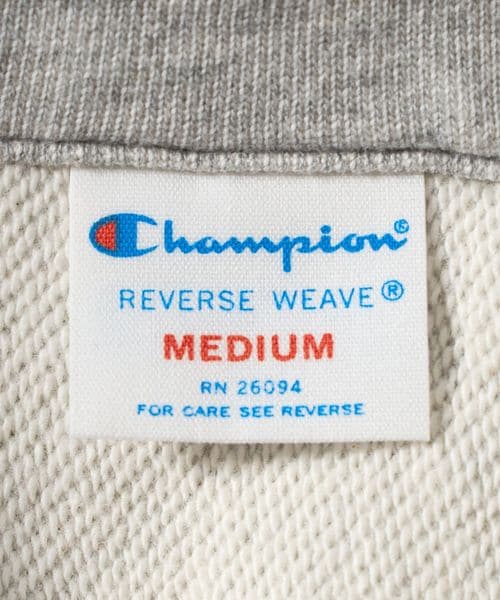 Champion®
REVERSE WEAVE®
MEDIUM
RN 26094
FOR CARE SEE REVERSE